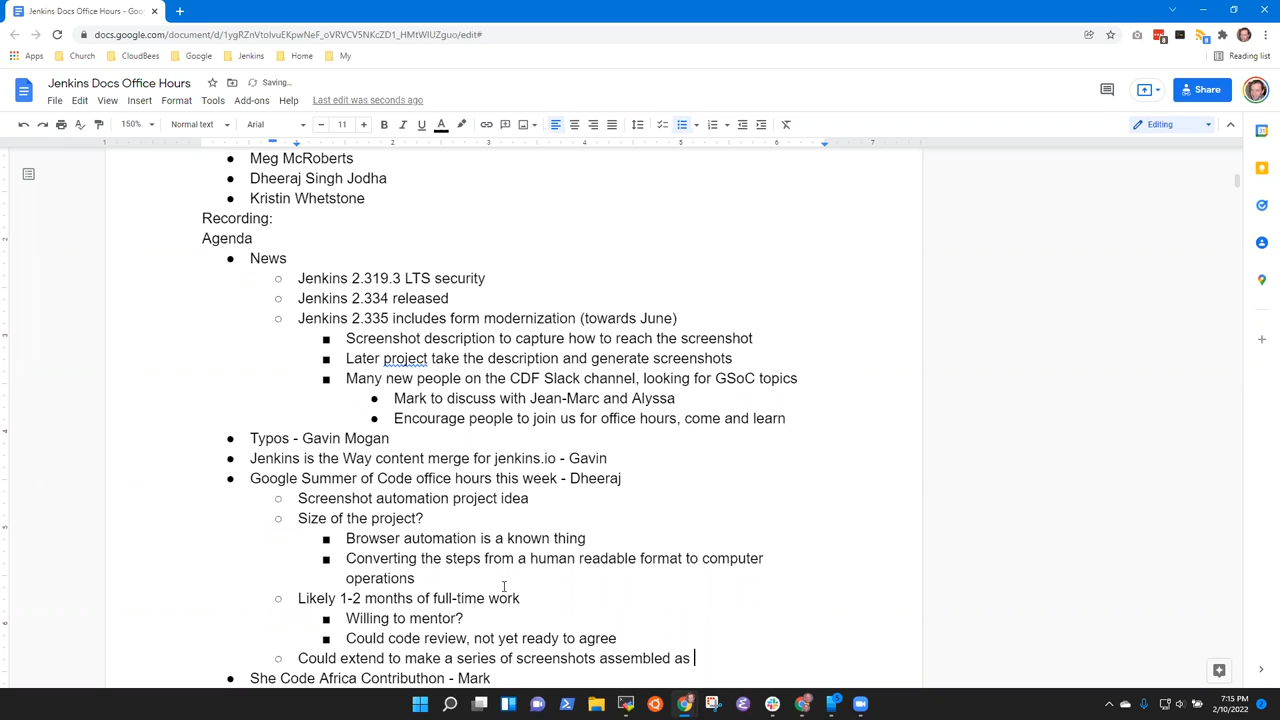 Jenkins Docs Office Hours - Goo
docs.google.com/document/d/1ygRZnVtoIvuEKpwNeF_oVRVCV5NKcZD1_HMtWIUZguo/edit#
Apps Church CloudBees Google Jenkins Home My Reading list
Jenkins Docs Office Hours Saving…
Share
File Edit View Insert Format Tools Add-ons Help Last edit was seconds ago
150% Normal text Arial 11 Editing
1 1 2 3 4 5 6 7
Meg McRoberts
Dheeraj Singh Jodha
Kristin Whetstone
Recording:
Agenda
● News
○ Jenkins 2.319.3 LTS security
○ Jenkins 2.334 released
○ Jenkins 2.335 includes form modernization (towards June)
■ Screenshot description to capture how to reach the screenshot
■ Later project take the description and generate screenshots
■ Many new people on the CDF Slack channel, looking for GSoC topics
● Mark to discuss with Jean-Marc and Alyssa
● Encourage people to join us for office hours, come and learn
● Typos - Gavin Mogan
● Jenkins is the Way content merge for jenkins.io - Gavin
● Google Summer of Code office hours this week - Dheeraj
○ Screenshot automation project idea
○ Size of the project?
■ Browser automation is a known thing
■ Converting the steps from a human readable format to computer
operations
○ Likely 1-2 months of full-time work
■ Willing to mentor?
■ Could code review, not yet ready to agree
○ Could extend to make a series of screenshots assembled as
● She Code Africa Contributhon - Mark
7:15 PM
2/10/2022